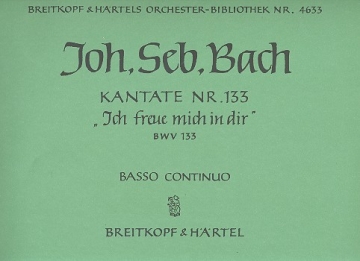 BREITKOPF & HÄRTELS ORCHESTER-BIBLIOTHEK NR. 4633
Joh. Seb. Bach
KANTATE NR. 133
„Ich freue mich in dir"
BWV 133
BASSO CONTINUO
BREITKOPF & HÄRTEL